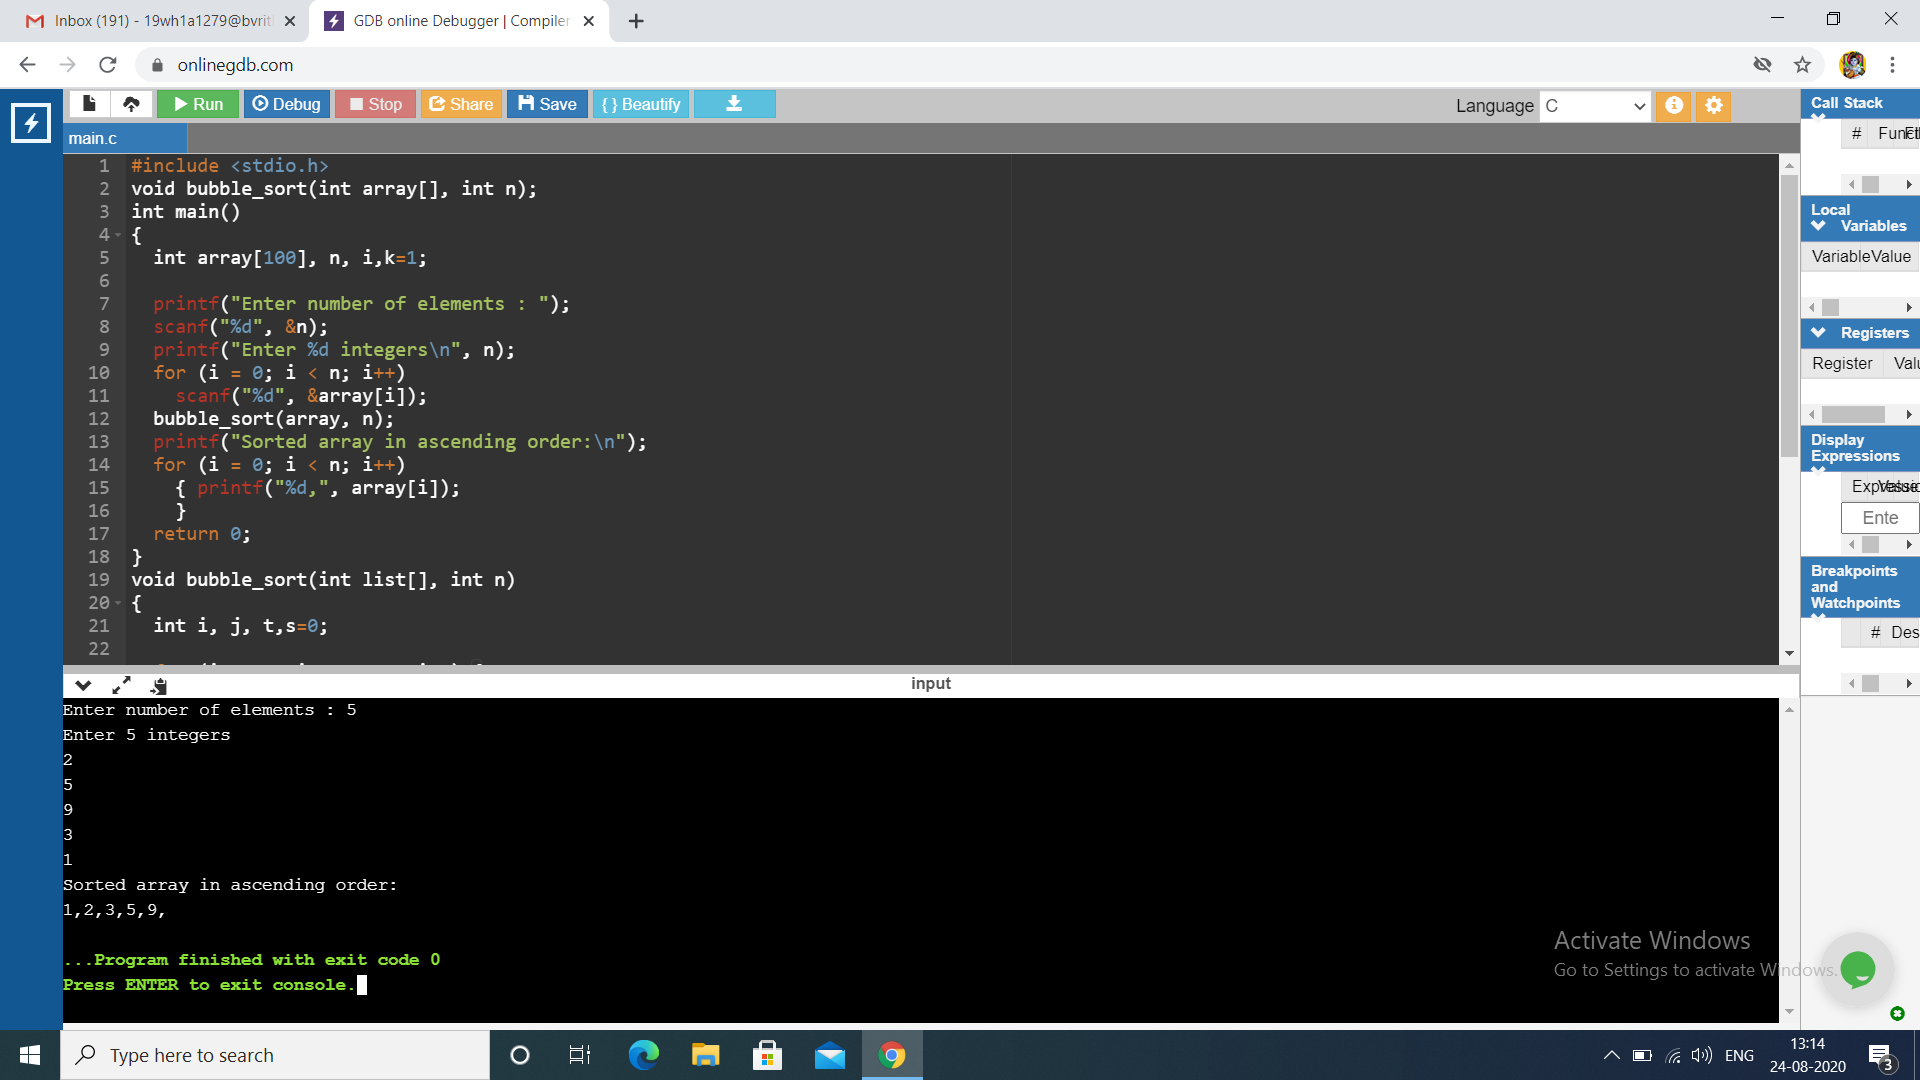 Inbox (191) - 19wh1a1279@bvrit
GDB online Debugger | Compiler
onlinegdb.com
Run
Debug
Stop
Share
Save
{ } Beautify
Language C
main.c
1 #include <stdio.h>
2 void bubble_sort(int array[], int n);
3 int main()
4 {
5 int array[100], n, i,k=1;
6
7 printf("Enter number of elements : ");
8 scanf("%d", &n);
9 printf("Enter %d integers\n", n);
10 for (i = 0; i < n; i++)
11 scanf("%d", &array[i]);
12 bubble_sort(array, n);
13 printf("Sorted array in ascending order:\n");
14 for (i = 0; i < n; i++)
15 { printf("%d,", array[i]);
16 }
17 return 0;
18 }
19 void bubble_sort(int list[], int n)
20 {
21 int i, j, t,s=0;
22
input
Enter number of elements : 5
Enter 5 integers
2
5
9
3
1
Sorted array in ascending order:
1,2,3,5,9,
...Program finished with exit code 0
Press ENTER to exit console.
Call Stack
#
Local
Variables
Variable Value
Registers
Register Valu
Display
Expressions
Ente
Breakpoints
and
Watchpoints
# Des
Activate Windows
Go to Settings to activate Windows.
Type here to search
ENG
13:14
24-08-2020
3